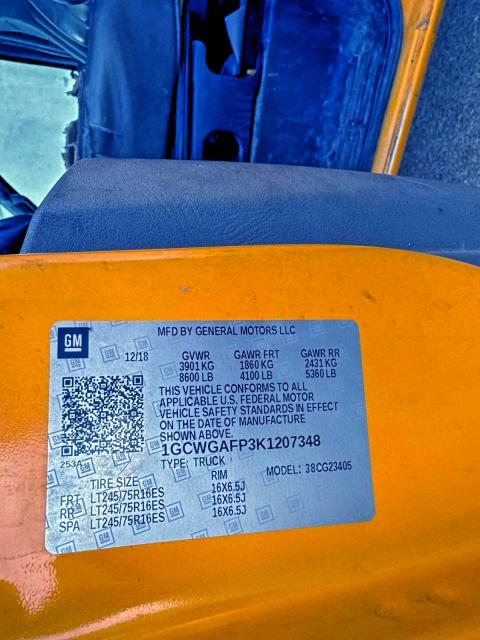 GM
MFD BY GENERAL MOTORS LLC
12/18 GVWR GAWR FRT GAWR RR
3901 KG 1860 KG 2431 KG
8600 LB 4100 LB 5360 LB
THIS VEHICLE CONFORMS TO ALL
APPLICABLE U.S. FEDERAL MOTOR
VEHICLE SAFETY STANDARDS IN EFFECT
ON THE DATE OF MANUFACTURE
SHOWN ABOVE.
1GCWGAFP3K1207348
TYPE: TRUCK MODEL: 38CG23405
TIRE SIZE RIM
FRT LT245/75R16ES 16X6.5J
RR LT245/75R16ES 16X6.5J
SPA LT245/75R16ES 16X6.5J